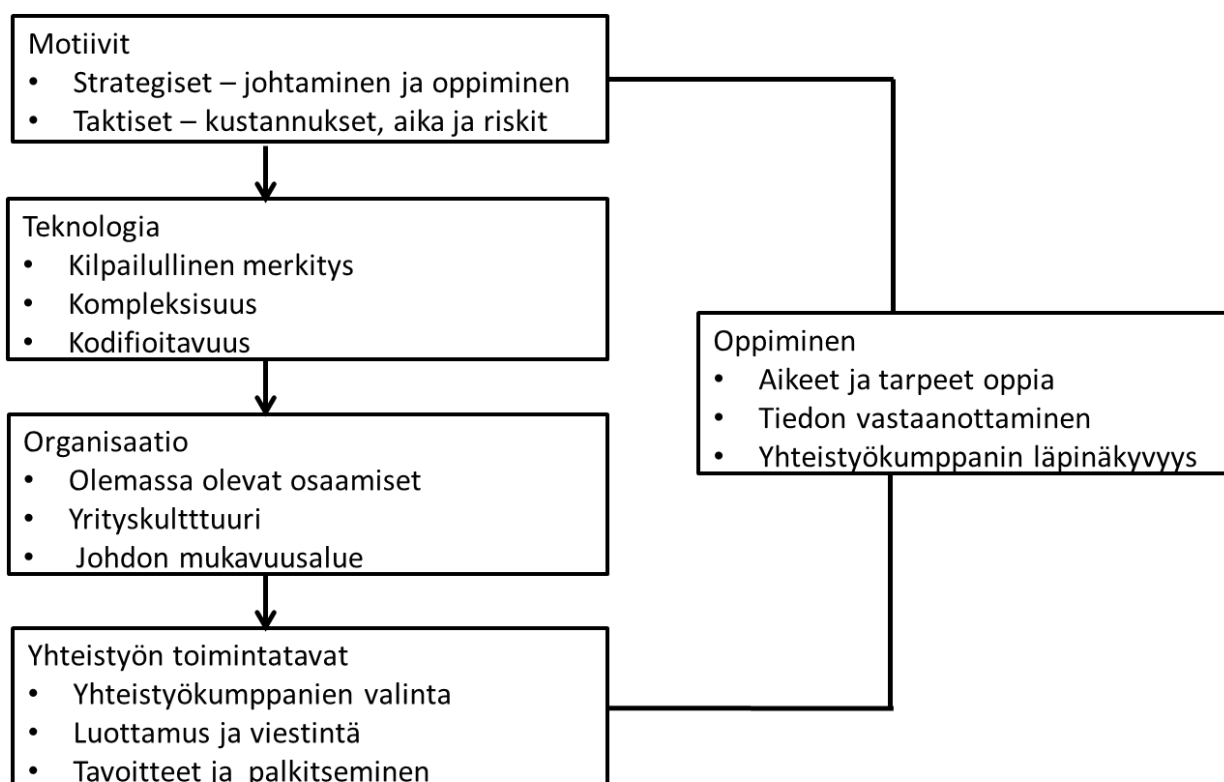 Motiivit
• Strategiset – johtaminen ja oppiminen
• Taktiset – kustannukset, aika ja riskit
Teknologia
• Kilpailullinen merkitys
• Kompleksisuus
• Kodifioitavuus
Organisaatio
• Olemassa olevat osaamiset
• Yrityskultttuuri
• Johdon mukavuusalue
Yhteistyön toimintatavat
• Yhteistyökumppanien valinta
• Luottamus ja viestintä
• Tavoitteet ja palkitseminen
Oppiminen
• Aikeet ja tarpeet oppia
• Tiedon vastaanottaminen
• Yhteistyökumppanin läpinäkyvyys